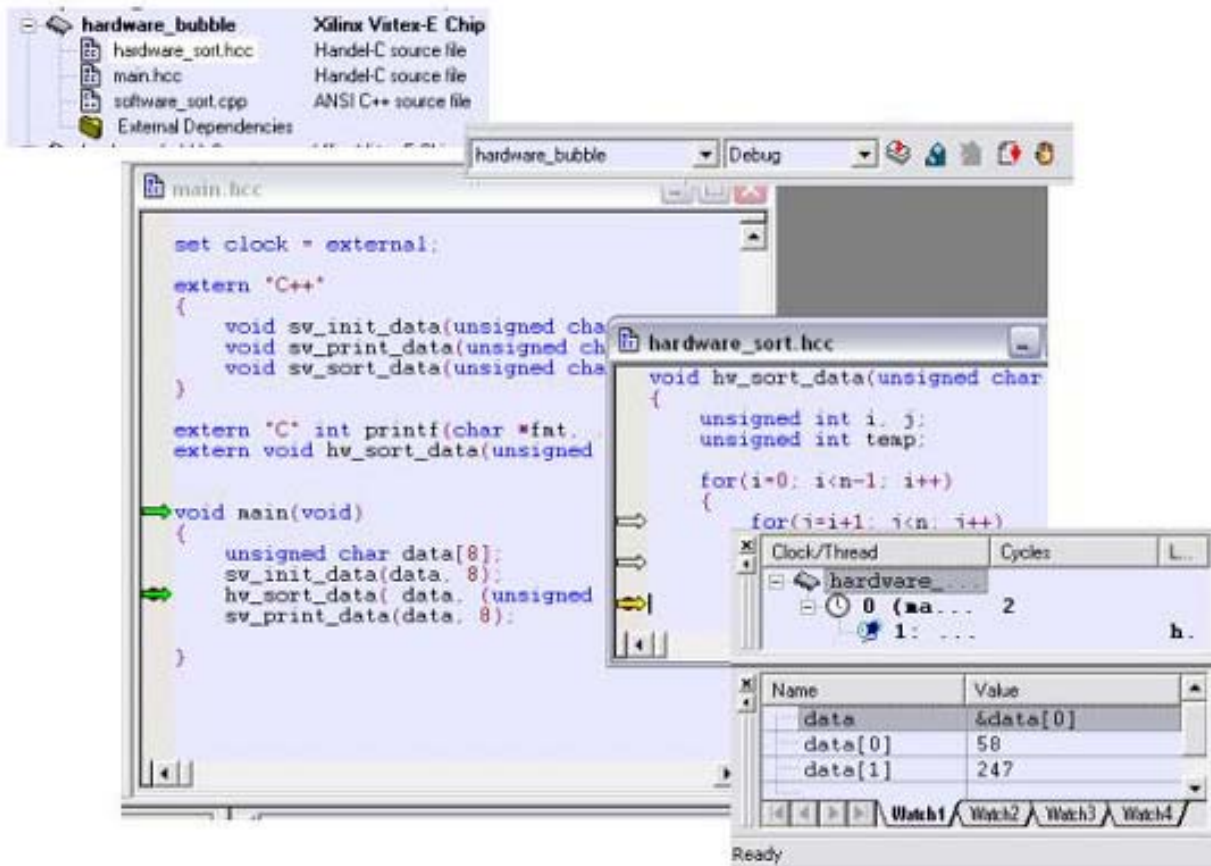 hardware_bubble Xilinx Virtex-E Chip
hardware_sort.hcc Handel-C source file
main.hcc Handel-C source file
software_sort.cpp ANSI C++ source file
External Dependencies
hardware_bubble Debug
main.hcc
set clock = external;
extern "C++"
{
void sw_init_data(unsigned cha
void sw_print_data(unsigned ch
void sw_sort_data(unsigned cha
}
extern "C" int printf(char *fmt,
extern void hw_sort_data(unsigned
void main(void)
{
unsigned char data[8];
sw_init_data(data, 8);
hw_sort_data( data, (unsigned
sw_print_data(data, 8);
}
hardware_sort.hcc
void hw_sort_data(unsigned char
{
unsigned int i, j;
unsigned int temp;
for(i=0; i<n-1; i++)
{
for(j=i+1; j<n; j++)
Clock/Thread Cycles L...
hardware_...
0 (ma... 2
1: ... h.
Name Value
data &data[0]
data[0] 58
data[1] 247
Watch1 Watch2 Watch3 Watch4
Ready